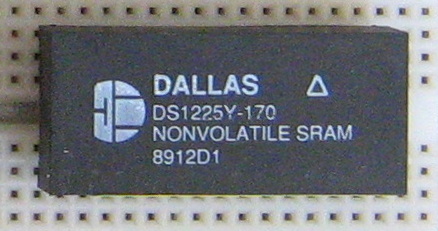 DALLAS Δ
DS1225Y-170
NONVOLATILE SRAM
8912D1